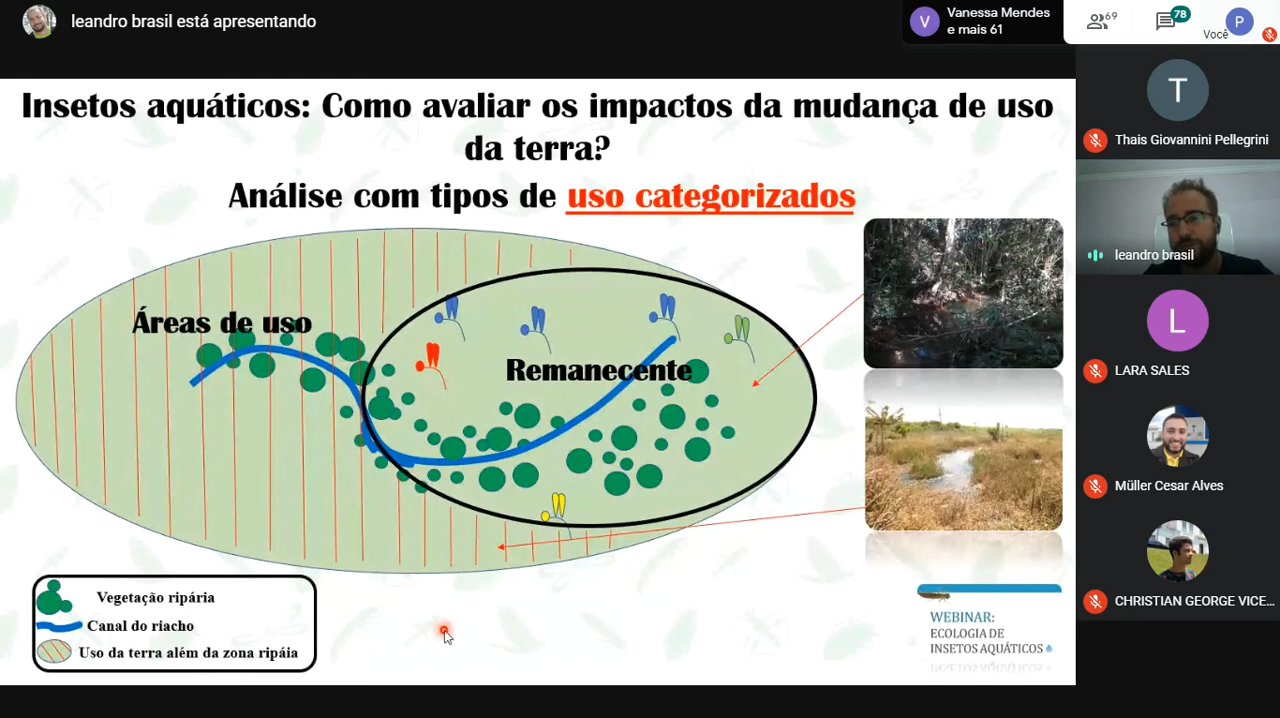 leandro brasil está apresentando
V
Vanessa Mendes
e mais 61
69
78
Você
P
Insetos aquáticos: Como avaliar os impactos da mudança de uso
da terra?
Análise com tipos de uso categorizados
Áreas de uso
Remanecente
Vegetação ripária
Canal do riacho
Uso da terra além da zona ripáia
WEBINAR:
ECOLOGIA DE
INSETOS AQUÁTICOS
T
Thais Giovannini Pellegrini
leandro brasil
L
LARA SALES
Müller Cesar Alves
CHRISTIAN GEORGE VICE...